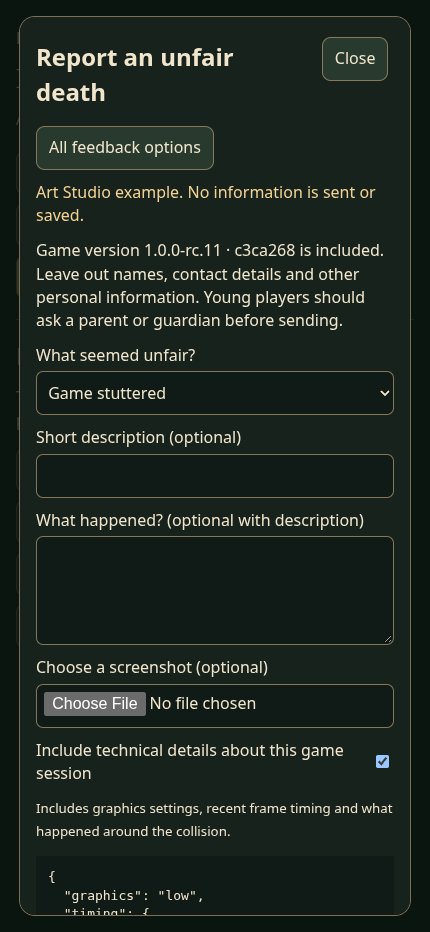 Report an unfair
death
Close
All feedback options
Art Studio example. No information is sent or
saved.
Game version 1.0.0-rc.11 · c3ca268 is included.
Leave out names, contact details and other
personal information. Young players should
ask a parent or guardian before sending.
What seemed unfair?
Game stuttered
Short description (optional)
What happened? (optional with description)
Choose a screenshot (optional)
Choose File No file chosen
Include technical details about this game
session
Includes graphics settings, recent frame timing and what
happened around the collision.
{
"graphics": "low",
"timing": {